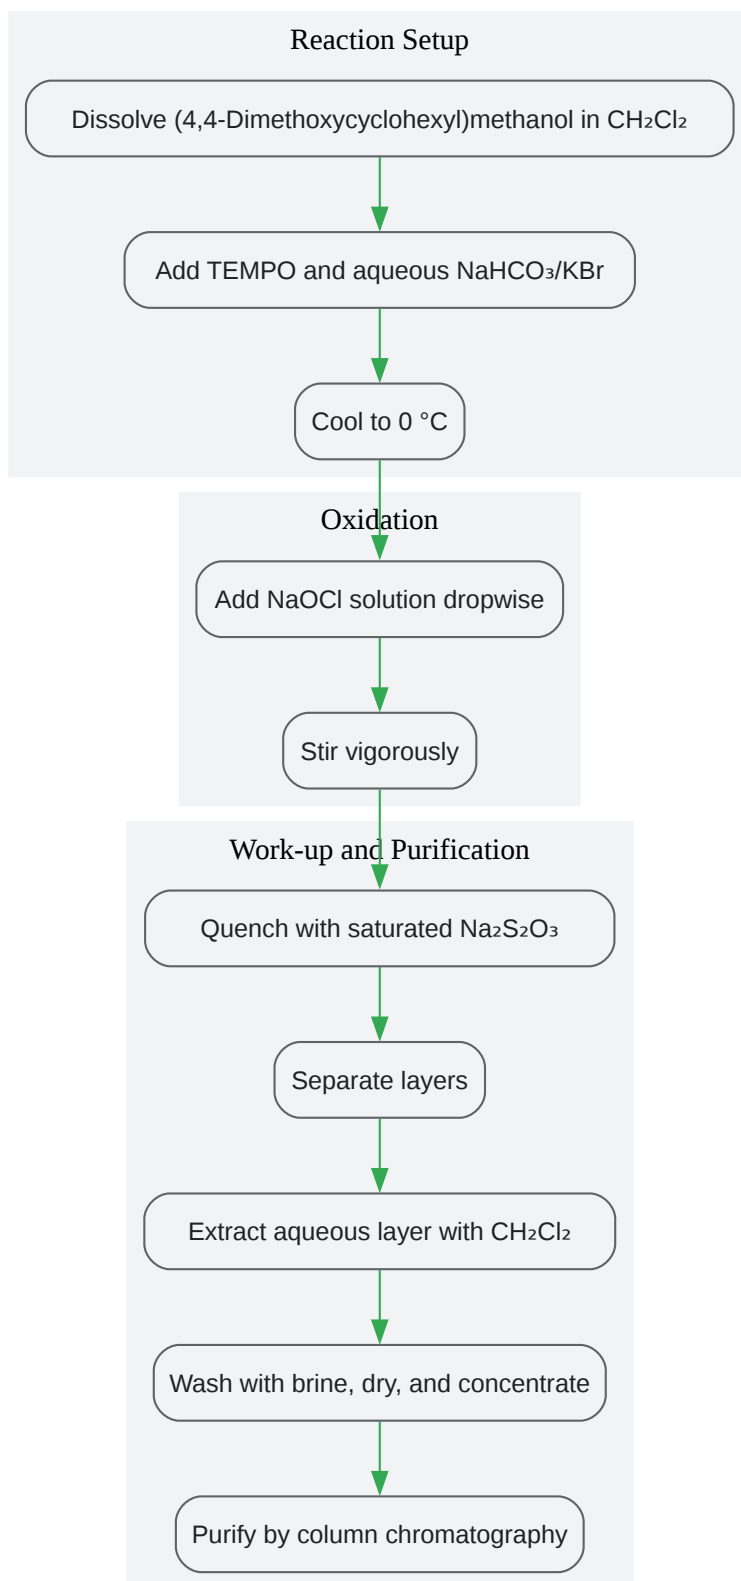 Reaction Setup
Dissolve (4,4-Dimethoxycyclohexyl)methanol in CH₂Cl₂
Add TEMPO and aqueous NaHCO₃/KBr
Cool to 0 °C
Oxidation
Add NaOCl solution dropwise
Stir vigorously
Work-up and Purification
Quench with saturated Na₂S₂O₃
Separate layers
Extract aqueous layer with CH₂Cl₂
Wash with brine, dry, and concentrate
Purify by column chromatography